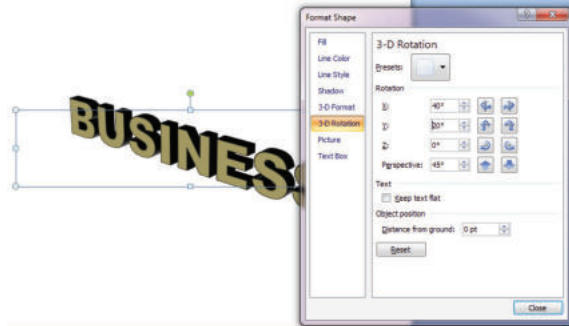 Format Shape
Fill
Line Color
Line Style
Shadow
3-D Format
3-D Rotation
Picture
Text Box
3-D Rotation
Presets:
Rotation
X: 40°
Y: 20°
Z: 0°
Perspective: 45°
Text
Keep text flat
Object position
Distance from ground: 0 pt
Reset
Close
BUSINESS